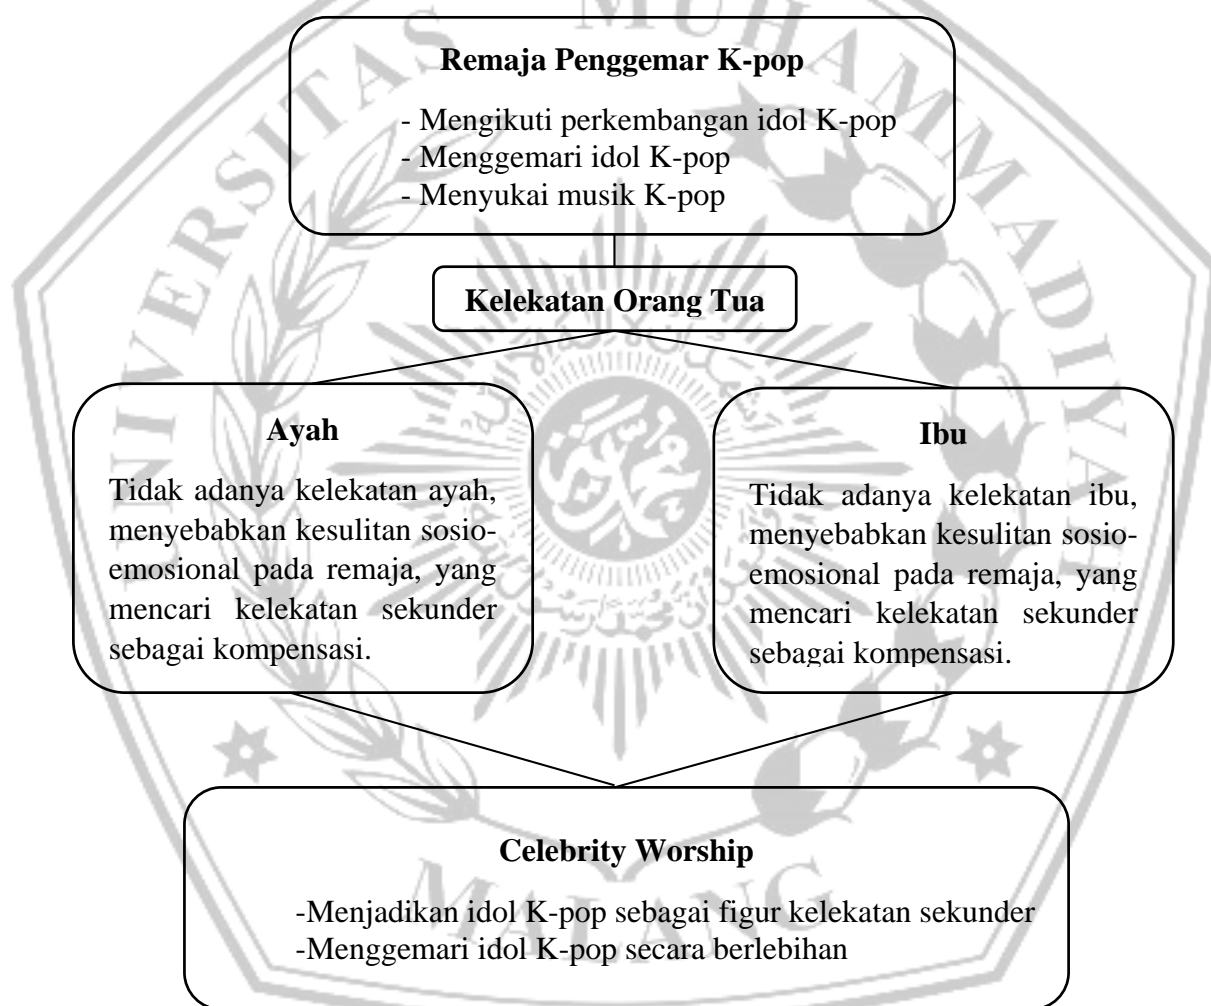 UNIVERSITAS MUHAMMADIYAH
Remaja Penggemar K-pop
- Mengikuti perkembangan idol K-pop
- Menggemari idol K-pop
- Menyukai musik K-pop
Kelekatan Orang Tua
Ayah
Tidak adanya kelekatan ayah,
menyebabkan kesulitan sosio-
emosional pada remaja, yang
mencari kelekatan sekunder
sebagai kompensasi.
Ibu
Tidak adanya kelekatan ibu,
menyebabkan kesulitan sosio-
emosional pada remaja, yang
mencari kelekatan sekunder
sebagai kompensasi.
Celebrity Worship
-Menjadikan idol K-pop sebagai figur kelekatan sekunder
-Menggemari idol K-pop secara berlebihan
MALANG